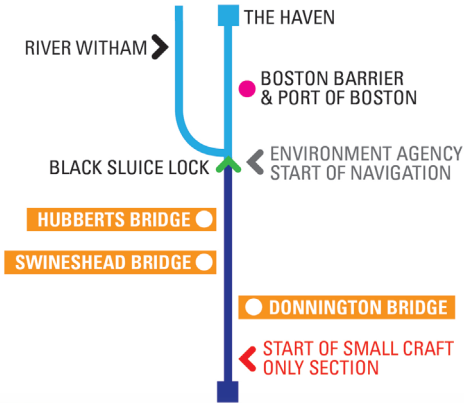 THE HAVEN
RIVER WITHAM
BOSTON BARRIER
& PORT OF BOSTON
ENVIRONMENT AGENCY
START OF NAVIGATION
BLACK SLUICE LOCK
HUBBERTS BRIDGE
SWINESHEAD BRIDGE
DONNINGTON BRIDGE
START OF SMALL CRAFT
ONLY SECTION